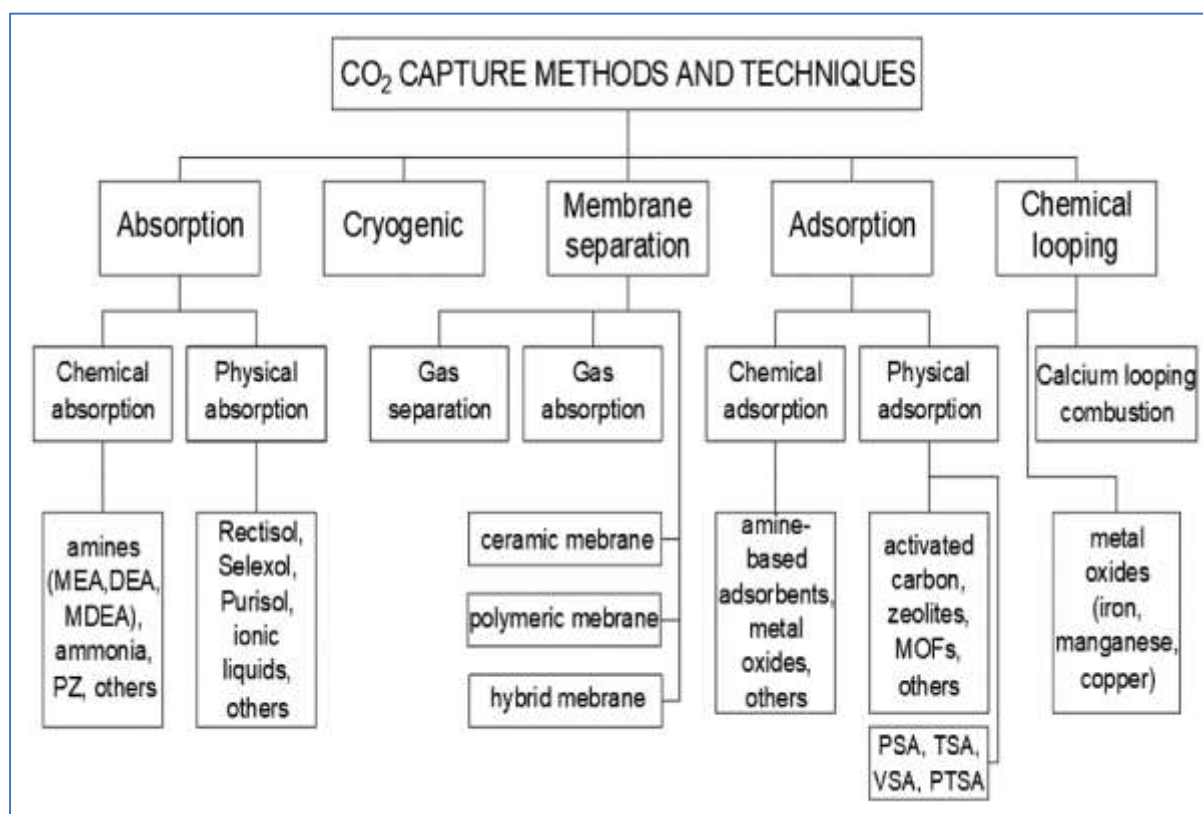 CO₂ CAPTURE METHODS AND TECHNIQUES
Absorption
Cryogenic
Membrane
separation
Adsorption
Chemical
looping
Chemical
absorption
Physical
absorption
Gas
separation
Gas
absorption
Chemical
adsorption
Physical
adsorption
Calcium looping
combustion
amines
(MEA,DEA,
MDEA),
ammonia,
PZ, others
Rectisol,
Selexol,
Purisol,
ionic
liquids,
others
ceramic mebrane
polymeric mebrane
hybrid mebrane
amine-
based
adsorbents,
metal
oxides,
others
activated
carbon,
zeolites,
MOFs,
others
PSA, TSA,
VSA, PTSA
metal
oxides
(iron,
manganese,
copper)